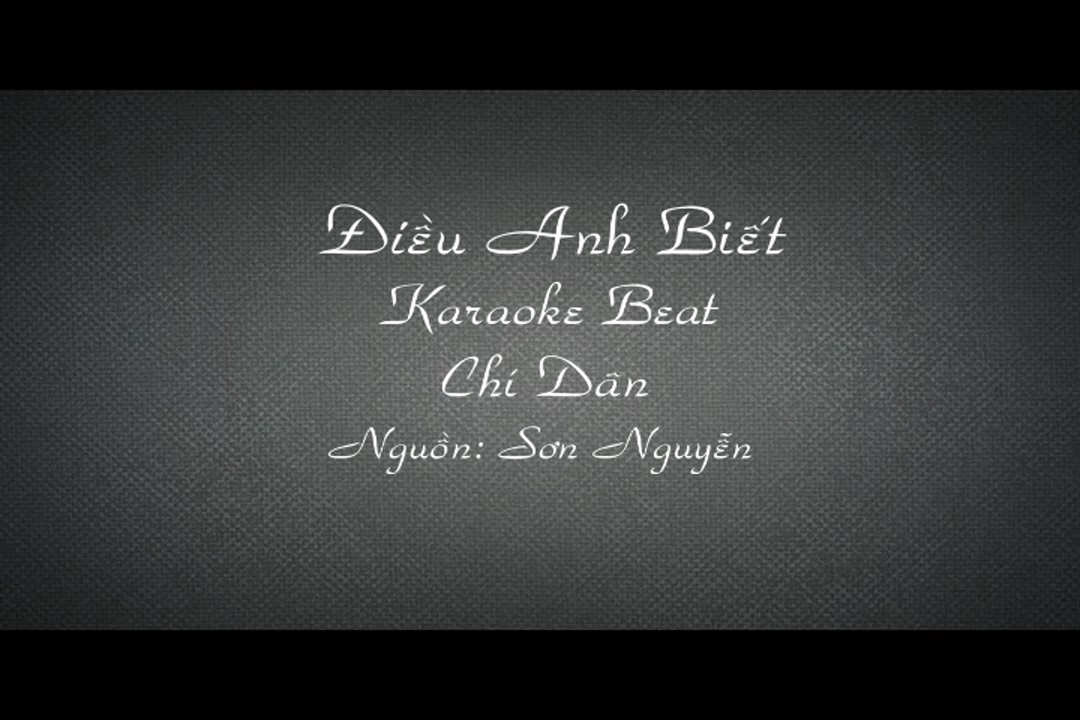 Điều Anh Biết
Karaoke Beat
Chí Dân
Nguồn: Sơn Nguyễn